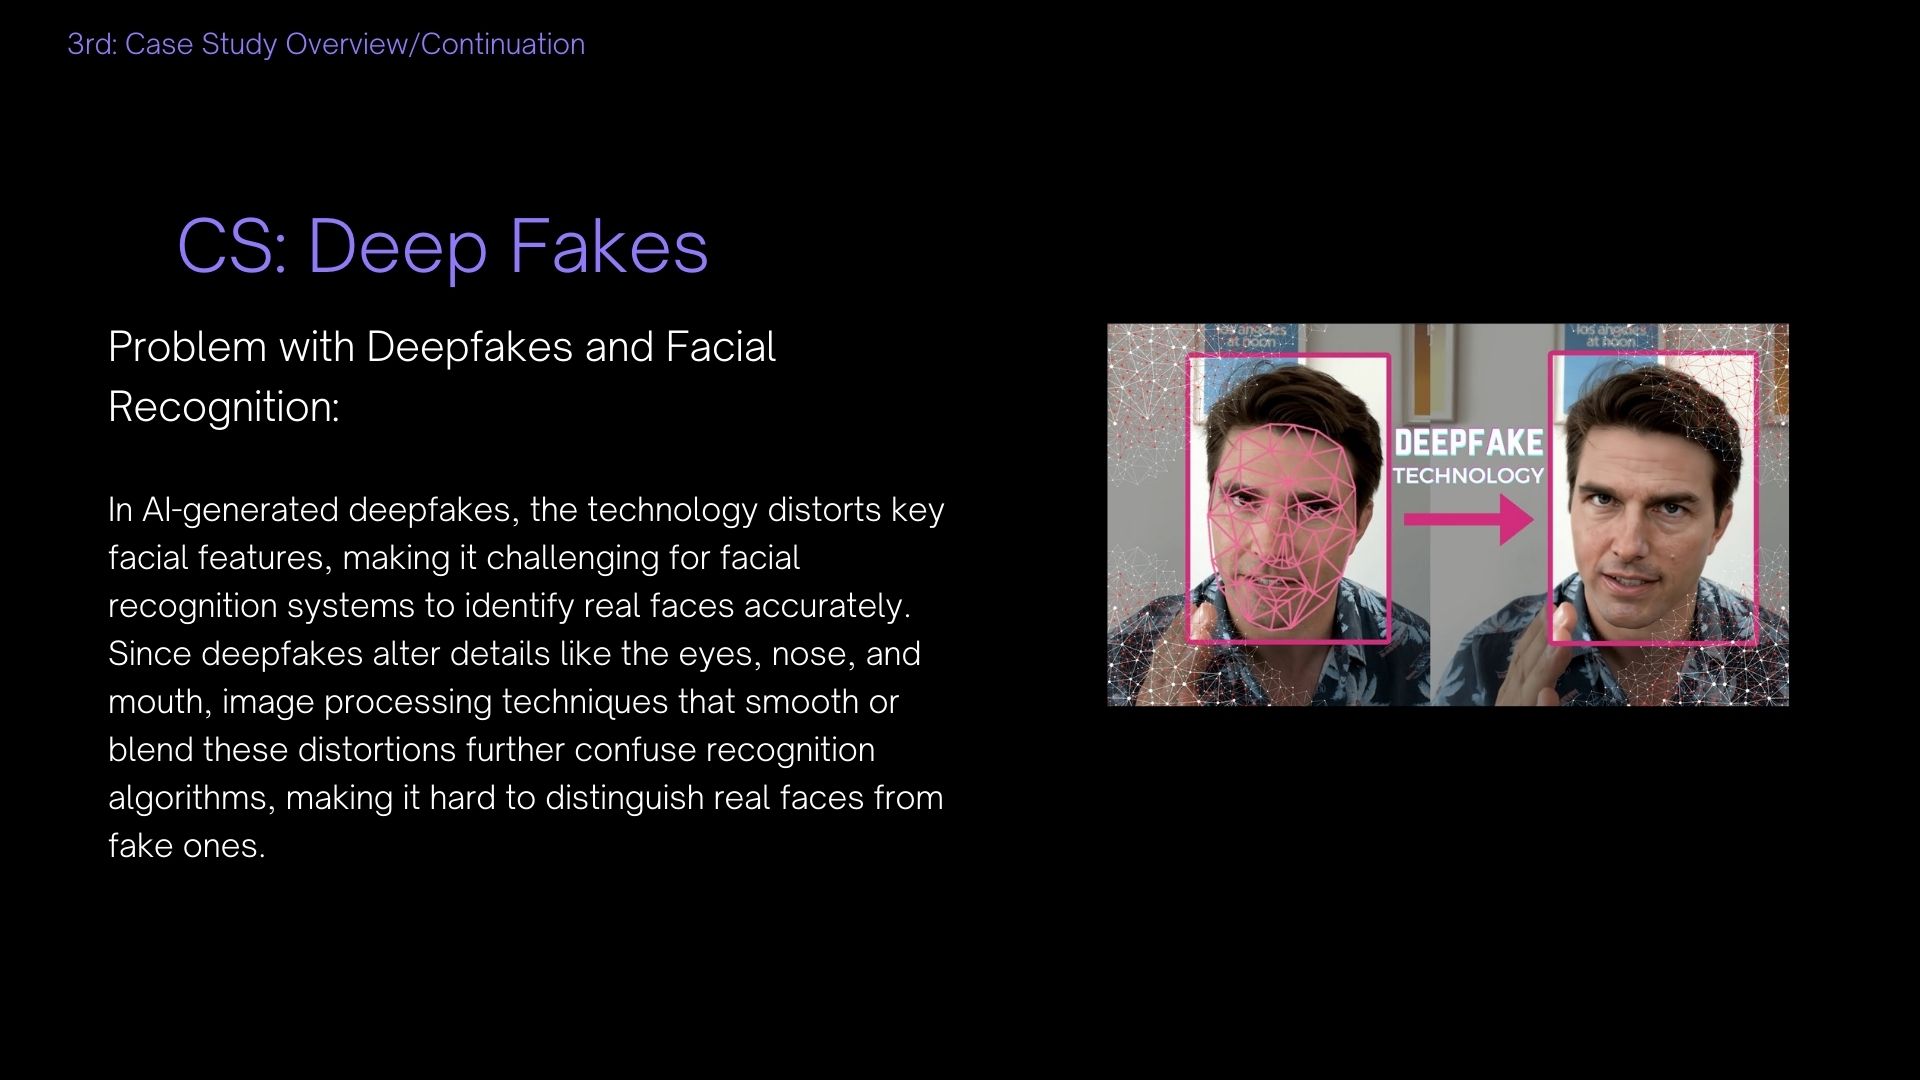 3rd: Case Study Overview/Continuation
CS: Deep Fakes
Problem with Deepfakes and Facial
Recognition:
In AI-generated deepfakes, the technology distorts key
facial features, making it challenging for facial
recognition systems to identify real faces accurately.
Since deepfakes alter details like the eyes, nose, and
mouth, image processing techniques that smooth or
blend these distortions further confuse recognition
algorithms, making it hard to distinguish real faces from
fake ones.
los angeles
at noon
los angeles
at noon
DEEPFAKE
TECHNOLOGY